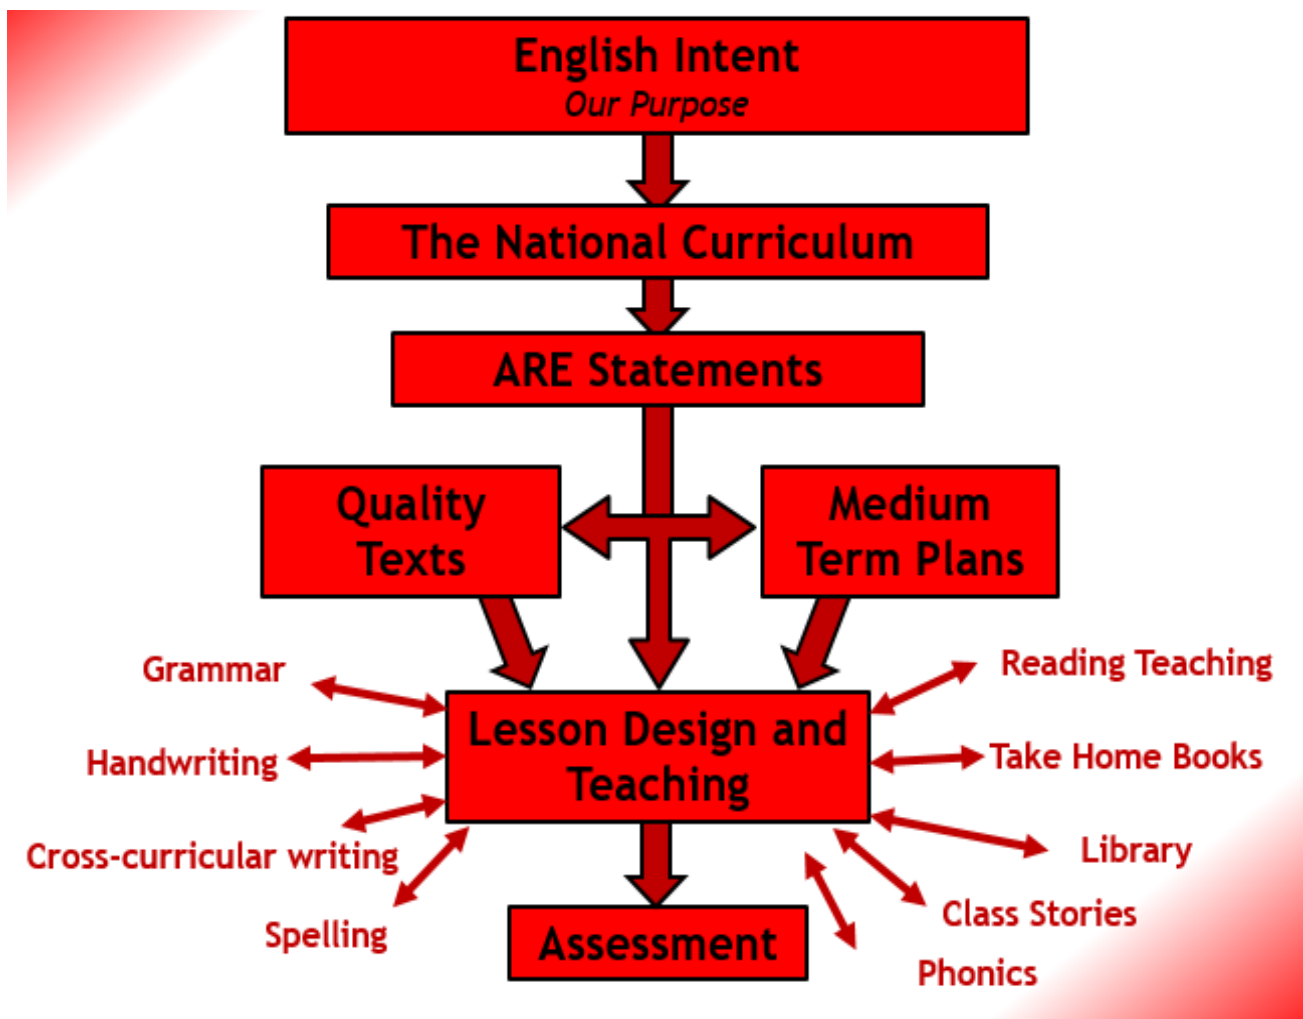 English Intent
Our Purpose
The National Curriculum
ARE Statements
Quality
Texts
Medium
Term Plans
Lesson Design and
Teaching
Grammar
Handwriting
Cross-curricular writing
Spelling
Reading Teaching
Take Home Books
Library
Class Stories
Phonics
Assessment